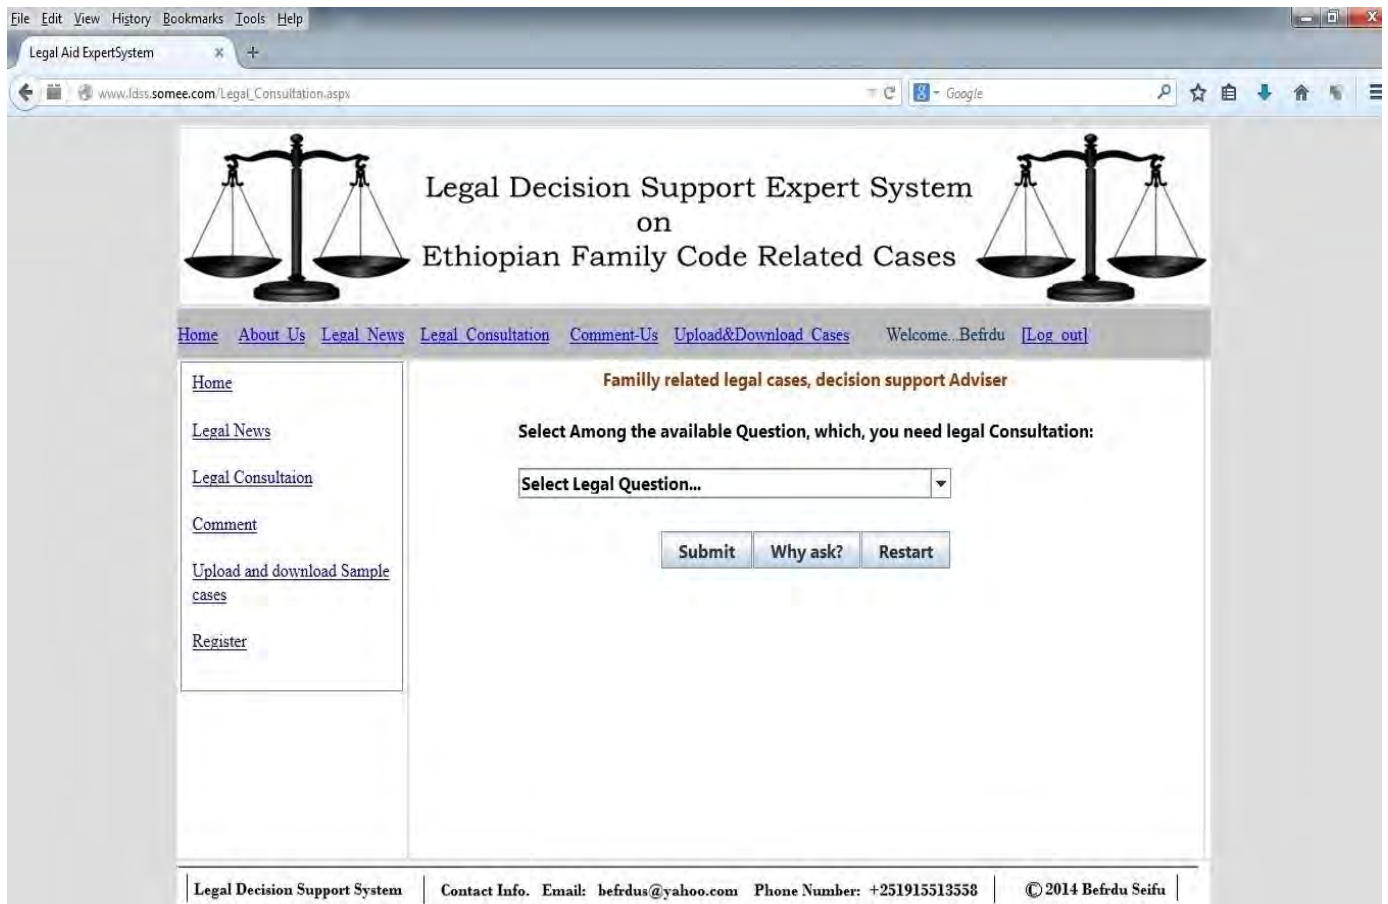 File Edit View History Bookmarks Tools Help
Legal Aid ExpertSystem
www.ldss.somee.com/Legal_Consultation.aspx
Google
Legal Decision Support Expert System
on
Ethiopian Family Code Related Cases
Home About Us Legal News Legal Consultation Comment-Us Upload&Download Cases Welcome...Befrdu [Log out]
Home
Legal News
Legal Consultaion
Comment
Upload and download Sample
cases
Register
Familly related legal cases, decision support Adviser
Select Among the available Question, which, you need legal Consultation:
Select Legal Question...
Submit Why ask? Restart
Legal Decision Support System Contact Info. Email: befrdus@yahoo.com Phone Number: +251915513558 © 2014 Befrdu Seifu